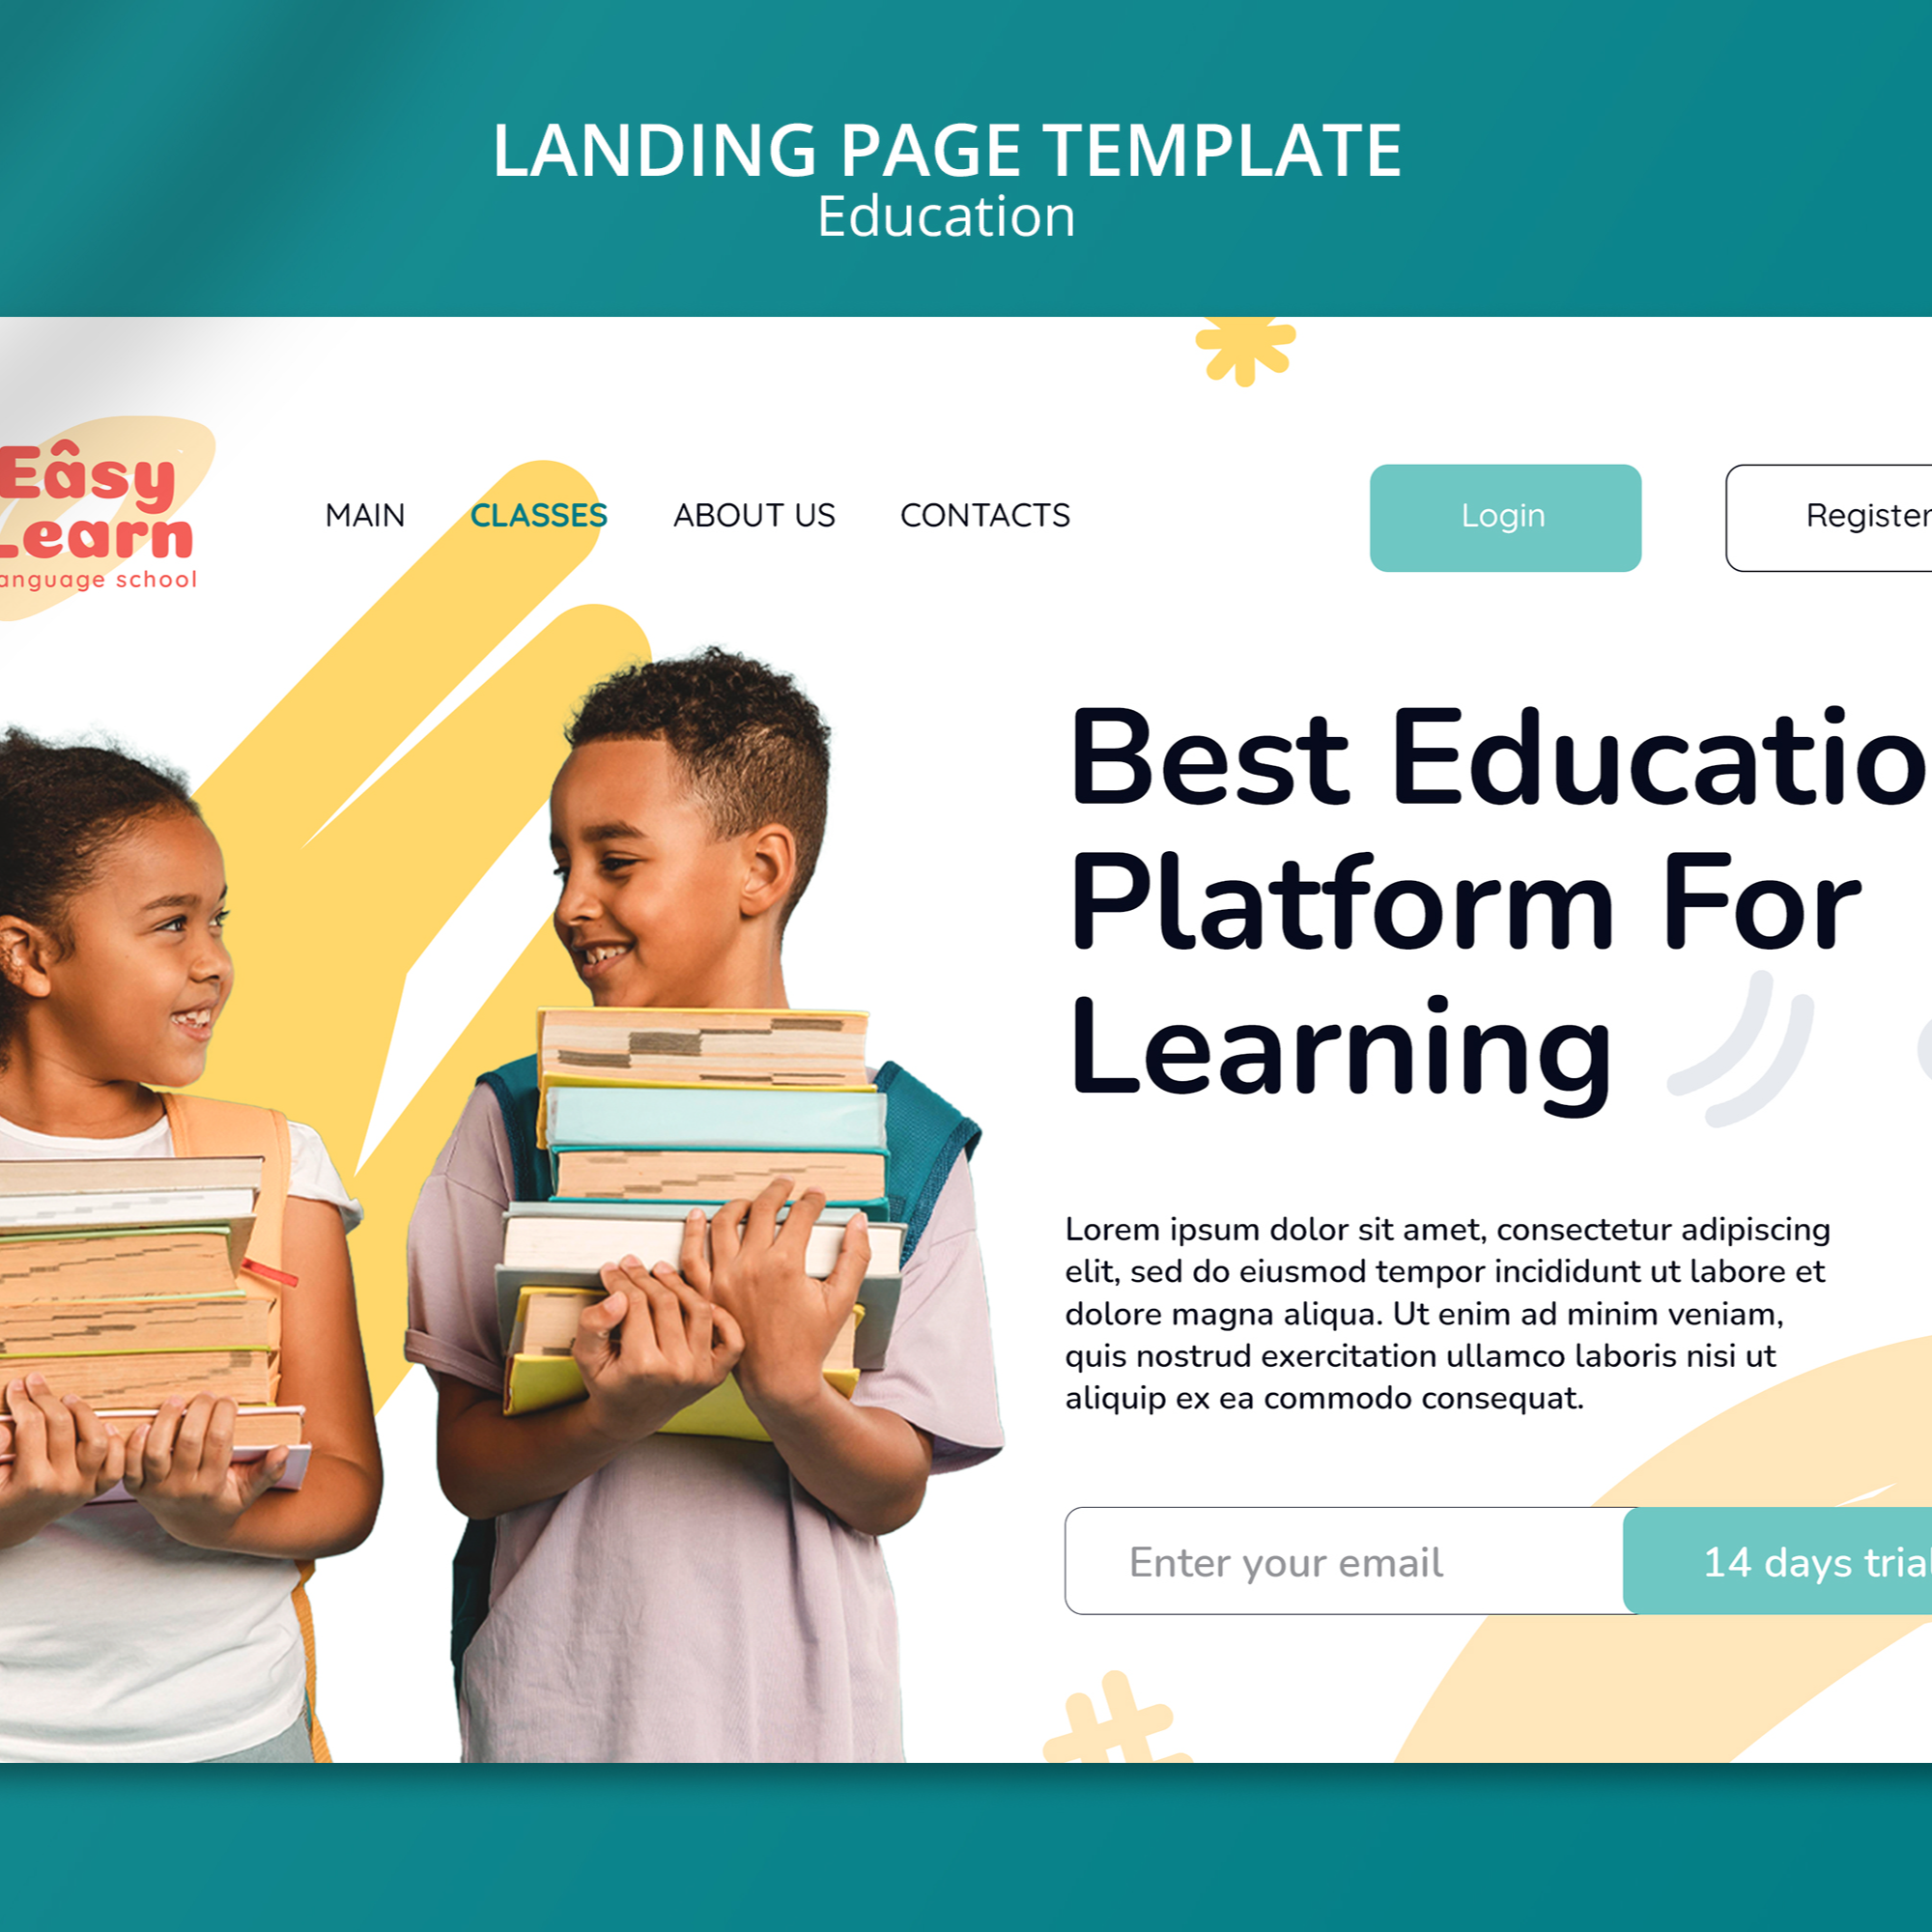 LANDING PAGE TEMPLATE
Education
Eâsy
Learn
anguage school
MAIN CLASSES ABOUT US CONTACTS Login Register
Best Educatio
Platform For
Learning
Lorem ipsum dolor sit amet, consectetur adipiscing
elit, sed do eiusmod tempor incididunt ut labore et
dolore magna aliqua. Ut enim ad minim veniam,
quis nostrud exercitation ullamco laboris nisi ut
aliquip ex ea commodo consequat.
Enter your email 14 days trial